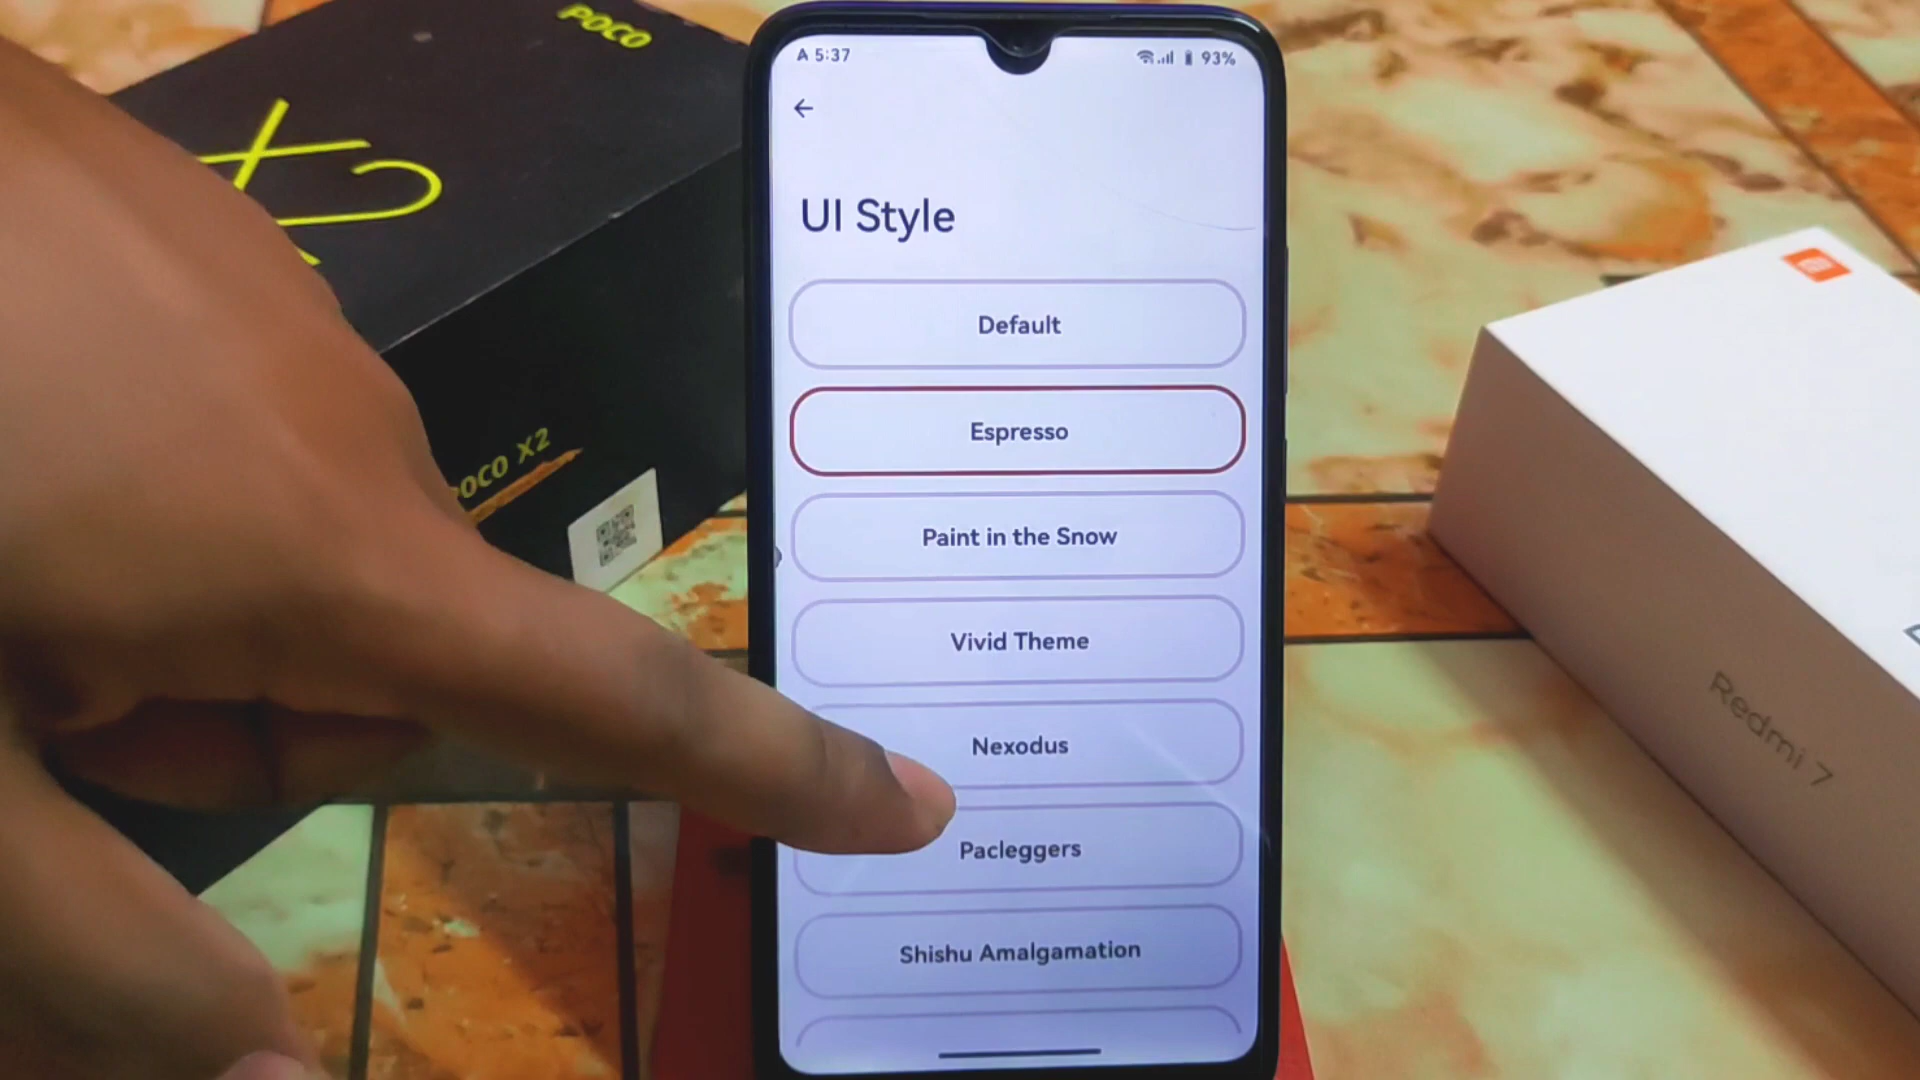 POCO
X2
POCO X2
A 5:37
93%
UI Style
Default
Espresso
Paint in the Snow
Vivid Theme
Nexodus
Pacleggers
Shishu Amalgamation
Redmi 7